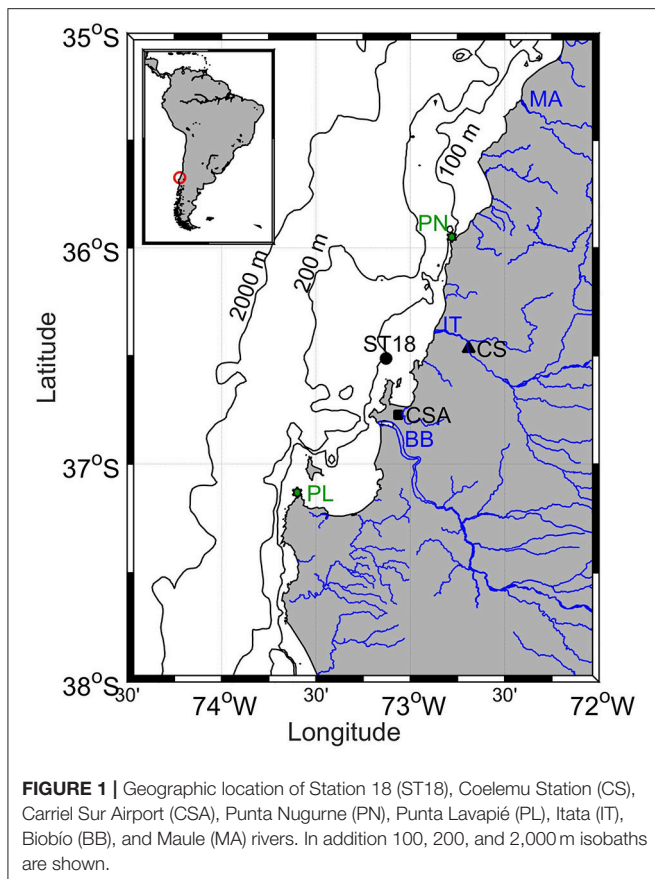 35°S
MA
100 m
PN
36°S
2000 m
200 m
IT
ST18
CS
Latitude
CSA
BB
37°S
PL
38°S
30'
74°W
30'
73°W
30'
72°W
Longitude
FIGURE 1 | Geographic location of Station 18 (ST18), Coelemu Station (CS),
Carriel Sur Airport (CSA), Punta Nugurne (PN), Punta Lavapié (PL), Itata (IT),
Biobío (BB), and Maule (MA) rivers. In addition 100, 200, and 2,000 m isobaths
are shown.